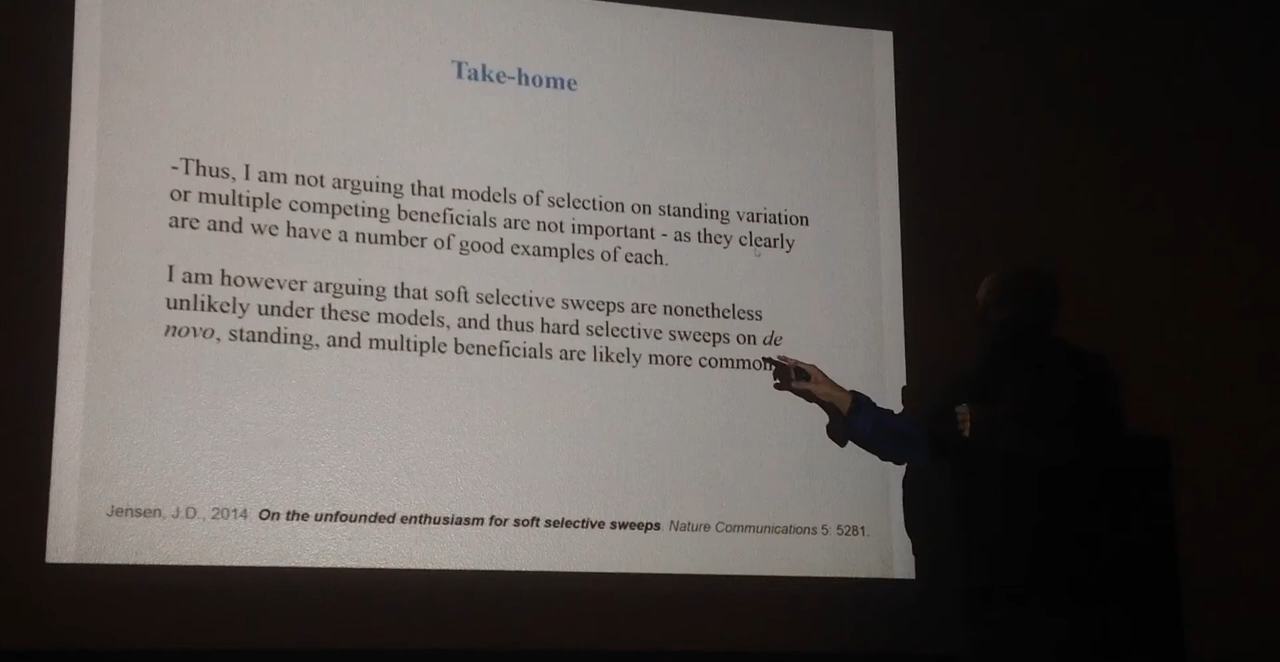 Take-home
-Thus, I am not arguing that models of selection on standing variation
or multiple competing beneficials are not important - as they clearly
are and we have a number of good examples of each.
I am however arguing that soft selective sweeps are nonetheless
unlikely under these models, and thus hard selective sweeps on de
novo, standing, and multiple beneficials are likely more common
Jensen, J.D., 2014. On the unfounded enthusiasm for soft selective sweeps. Nature Communications 5: 5281.